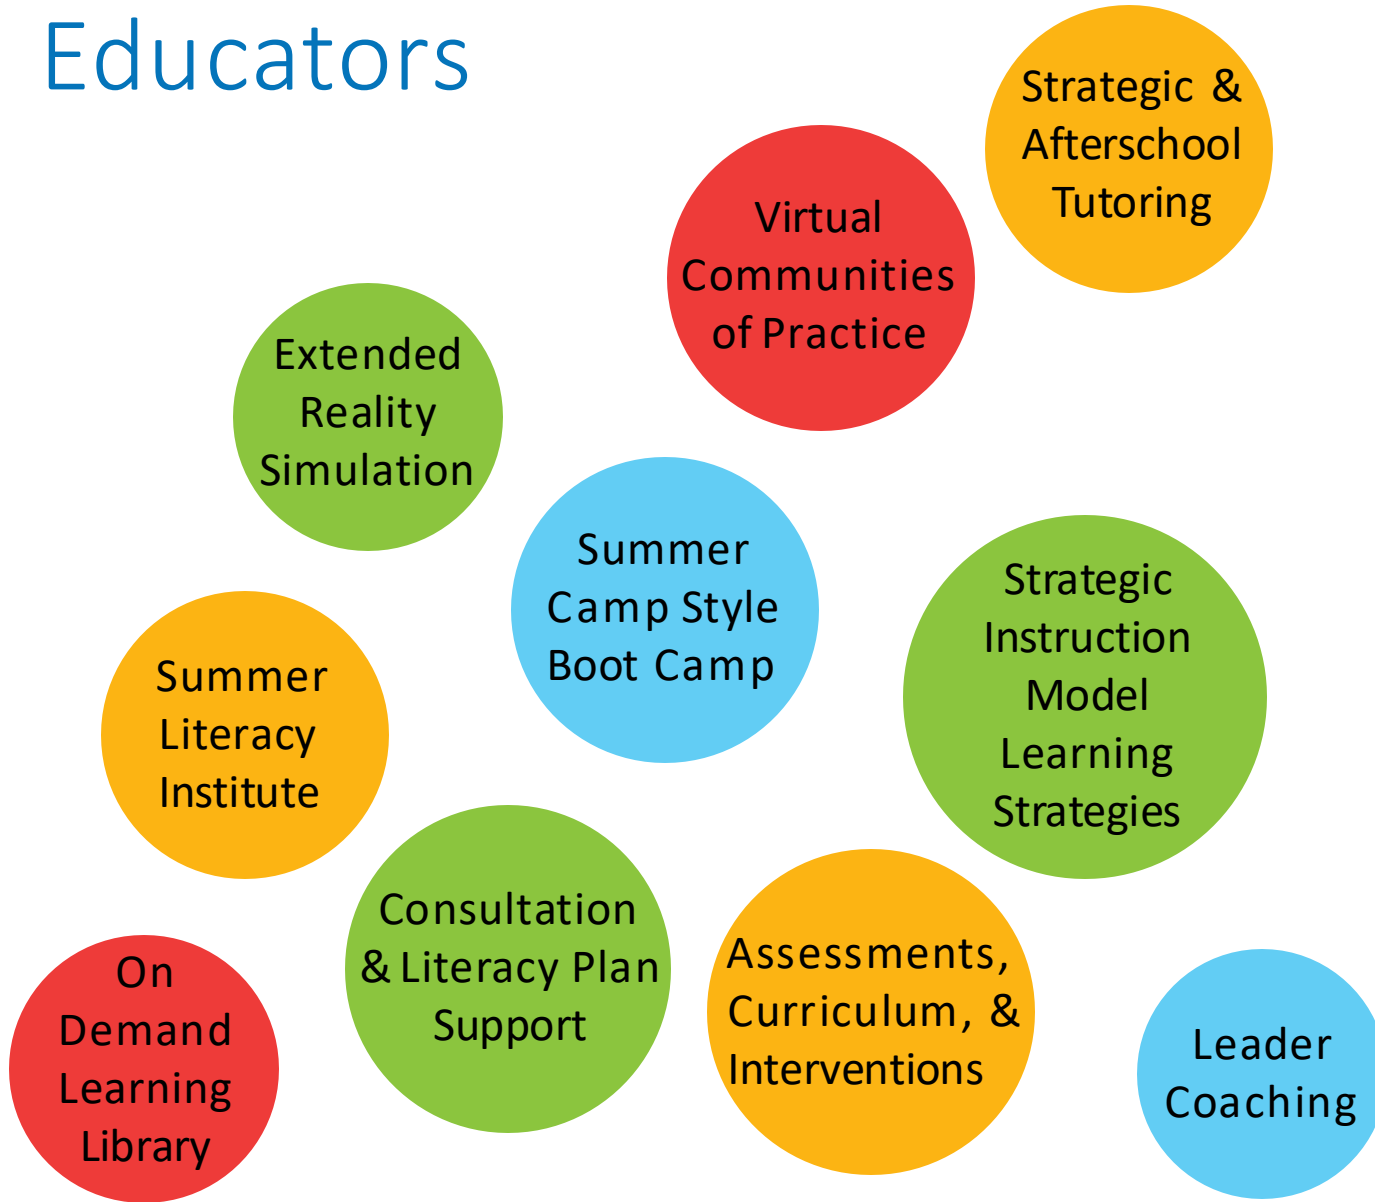 Educators
Strategic &
Afterschool
Tutoring
Virtual
Communities
of Practice
Extended
Reality
Simulation
Summer
Camp Style
Boot Camp
Strategic
Instruction
Model
Learning
Strategies
Summer
Literacy
Institute
Consultation
& Literacy Plan
Support
Assessments,
Curriculum, &
Interventions
On
Demand
Learning
Library
Leader
Coaching